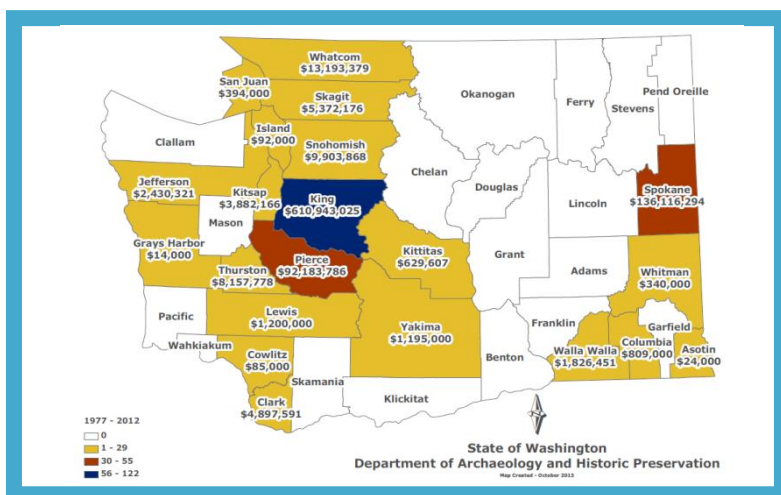 Whatcom
$13,193,379
San Juan
$394,000
Skagit
$5,372,176
Okanogan
Ferry
Stevens
Pend Oreille
Island
$92,000
Snohomish
$9,903,868
Clallam
Chelan
Douglas
Jefferson
$2,430,321
Kitsap
$3,882,166
King
$610,943,025
Lincoln
Spokane
$136,116,294
Mason
Grays Harbor
$14,000
Grant
Kittitas
$629,607
Pierce
$92,183,786
Thurston
$8,157,778
Adams
Whitman
$340,000
Pacific
Lewis
$1,200,000
Yakima
$1,195,000
Franklin
Garfield
Wahkiakum
Cowlitz
$85,000
Benton
Walla Walla
$1,826,451
Columbia
$809,000
Asotin
$24,000
Skamania
Clark
$4,897,591
Klickitat
1977 - 2012
0
1 - 29
30 - 55
56 - 122
State of Washington
Department of Archaeology and Historic Preservation
Map Created - October 2012